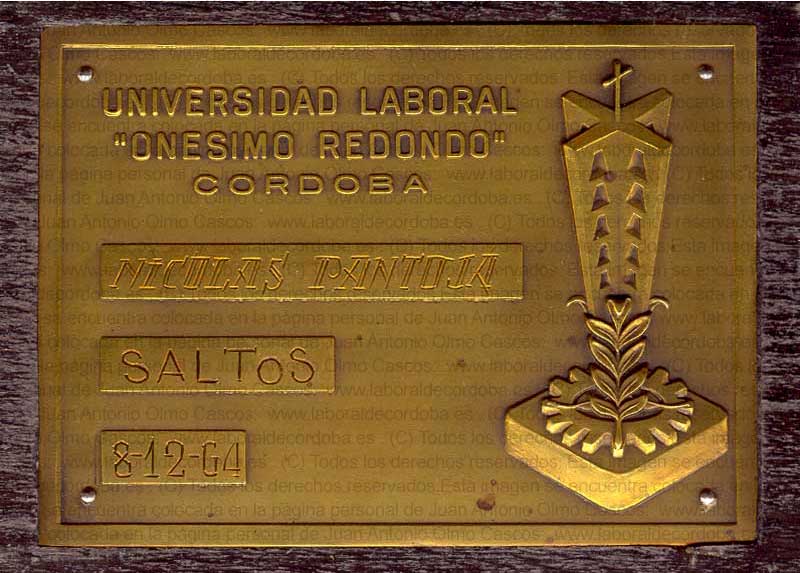 UNIVERSIDAD LABORAL
"ONESIMO REDONDO"
CORDOBA
NICOLAS PANTOJA
SALTOS
8-12-64